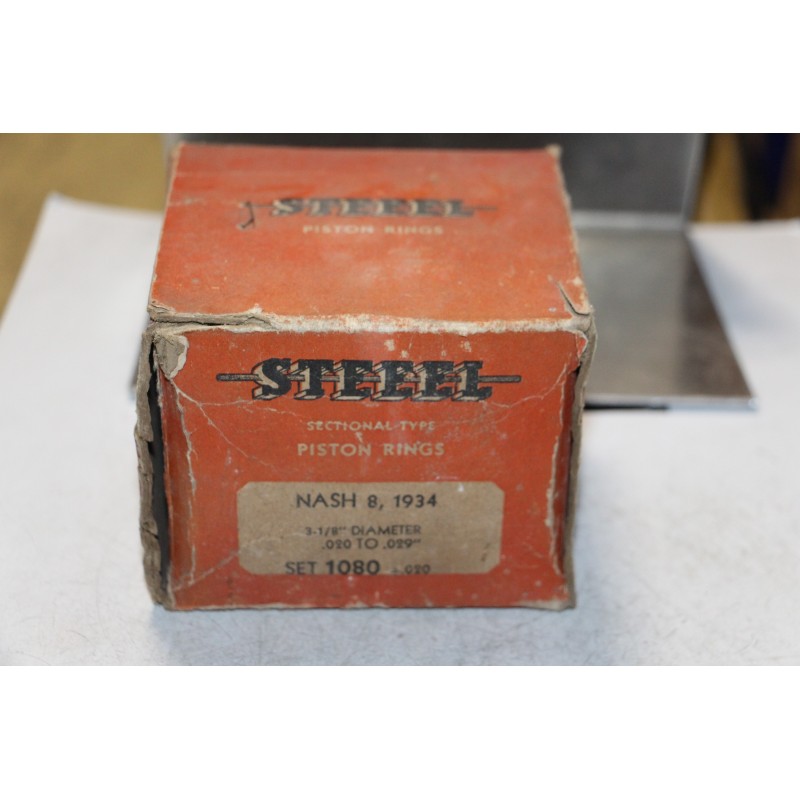 STEEEL
PISTON RINGS
STEEEL
SECTIONAL-TYPE
PISTON RINGS
NASH 8, 1934
3-1/8" DIAMETER
.020 TO .029"
SET 1080 .020